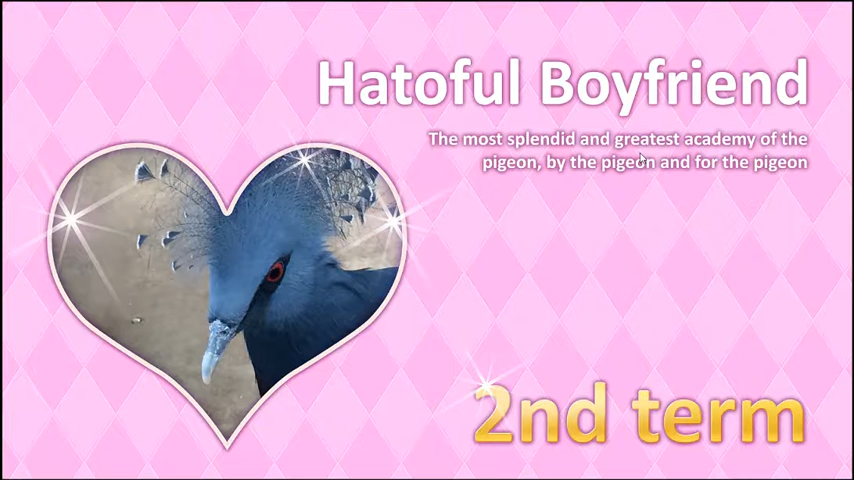 Hatoful Boyfriend
The most splendid and greatest academy of the
pigeon, by the pigeon and for the pigeon
2nd term